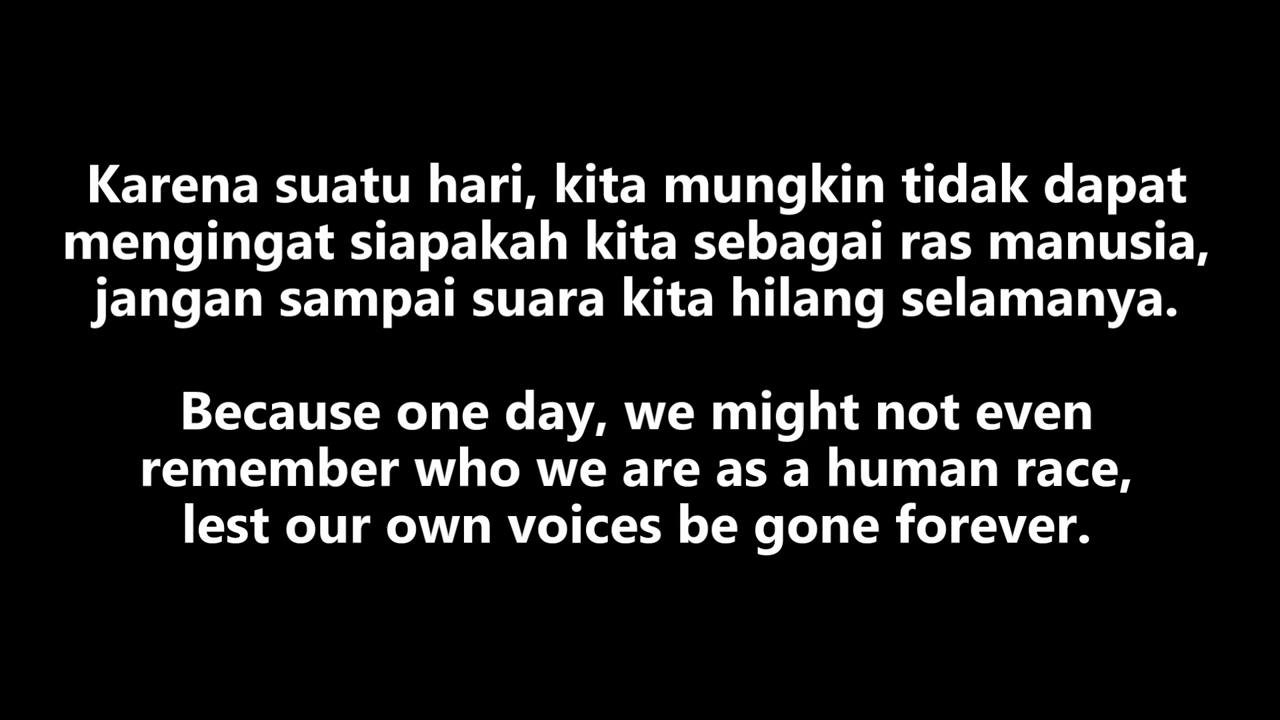 Karena suatu hari, kita mungkin tidak dapat
mengingat siapakah kita sebagai ras manusia,
jangan sampai suara kita hilang selamanya.
Because one day, we might not even
remember who we are as a human race,
lest our own voices be gone forever.